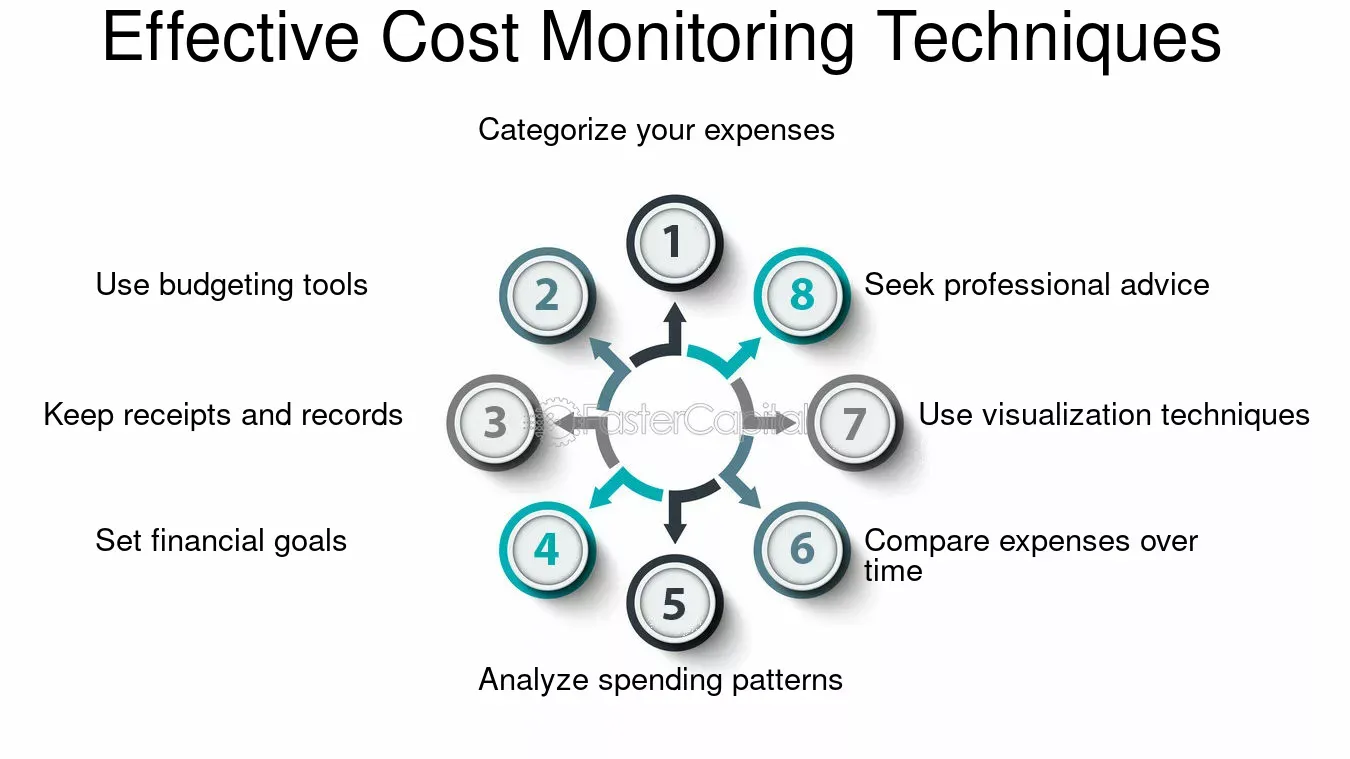 Effective Cost Monitoring Techniques
Categorize your expenses
1
2
Use budgeting tools
8
Seek professional advice
3
Keep receipts and records
FasterCapital
7
Use visualization techniques
4
Set financial goals
6
Compare expenses over
time
5
Analyze spending patterns